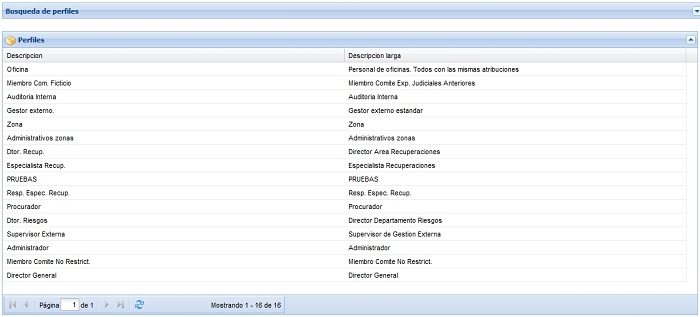 Busqueda de perfiles
Perfiles
Descripcion Descripcion larga
Oficina Personal de oficinas. Todos con las mismas atribuciones
Miembro Com. Ficticio Miembro Comite Exp. Judiciales Anteriores
Auditoria Interna Auditoria Interna
Gestor externo. Gestor externo estandar
Zona Zona
Administrativos zonas Administrativos zonas
Dtor. Recup. Director Area Recuperaciones
Especialista Recup. Especialista Recuperaciones
PRUEBAS PRUEBAS
Resp. Espec. Recup. Resp. Espec. Recup.
Procurador Procurador
Dtor. Riesgos Director Departamento Riesgos
Supervisor Externa Supervisor de Gestion Externa
Administrador Administrador
Miembro Comite No Restrict. Miembro Comite No Restrict.
Director General Director General
Página 1 de 1 Mostrando 1 - 16 de 16